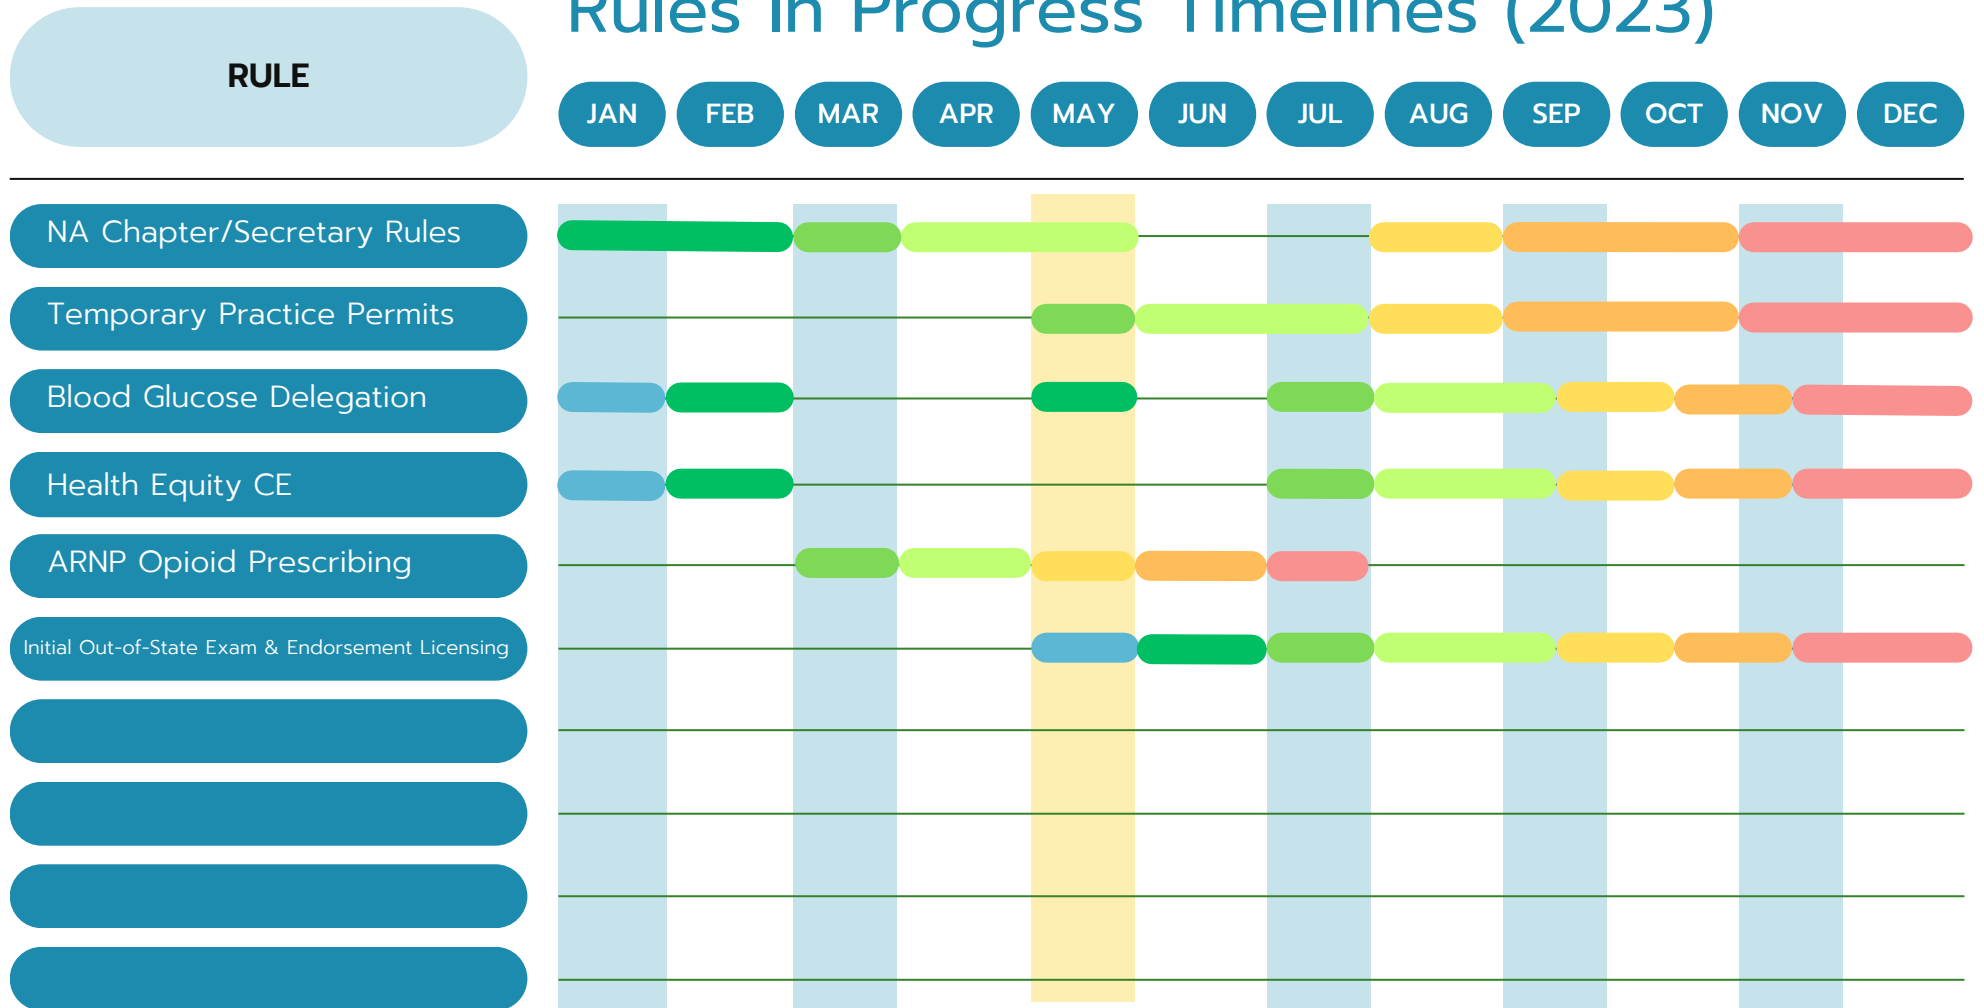 Rules in Progress Timelines (2023)
RULE
JAN FEB MAR APR MAY JUN JUL AUG SEP OCT NOV DEC
NA Chapter/Secretary Rules
Temporary Practice Permits
Blood Glucose Delegation
Health Equity CE
ARNP Opioid Prescribing
Initial Out-of-State Exam & Endorsement Licensing